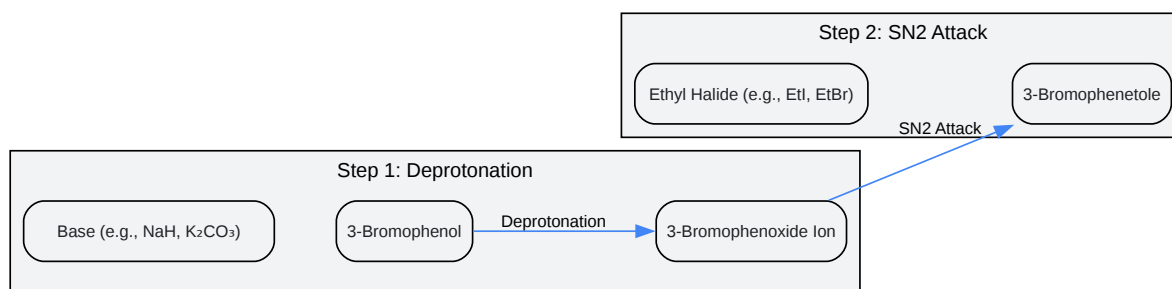 Step 2: SN2 Attack
Ethyl Halide (e.g., EtI, EtBr)
3-Bromophenetole
SN2 Attack
Step 1: Deprotonation
Base (e.g., NaH, K₂CO₃)
3-Bromophenol
Deprotonation
3-Bromophenoxide Ion